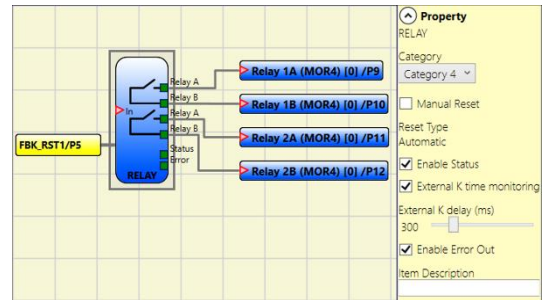 Relay A
Relay B
In
Relay A
Relay B
Status
Error
RELAY
FBK_RST1/P5
Relay 1A (MOR4) [0] /P9
Relay 1B (MOR4) [0] /P10
Relay 2A (MOR4) [0] /P11
Relay 2B (MOR4) [0] /P12
Property
RELAY
Category
Category 4
Manual Reset
Reset Type
Automatic
Enable Status
External K time monitoring
External K delay (ms)
300
Enable Error Out
Item Description